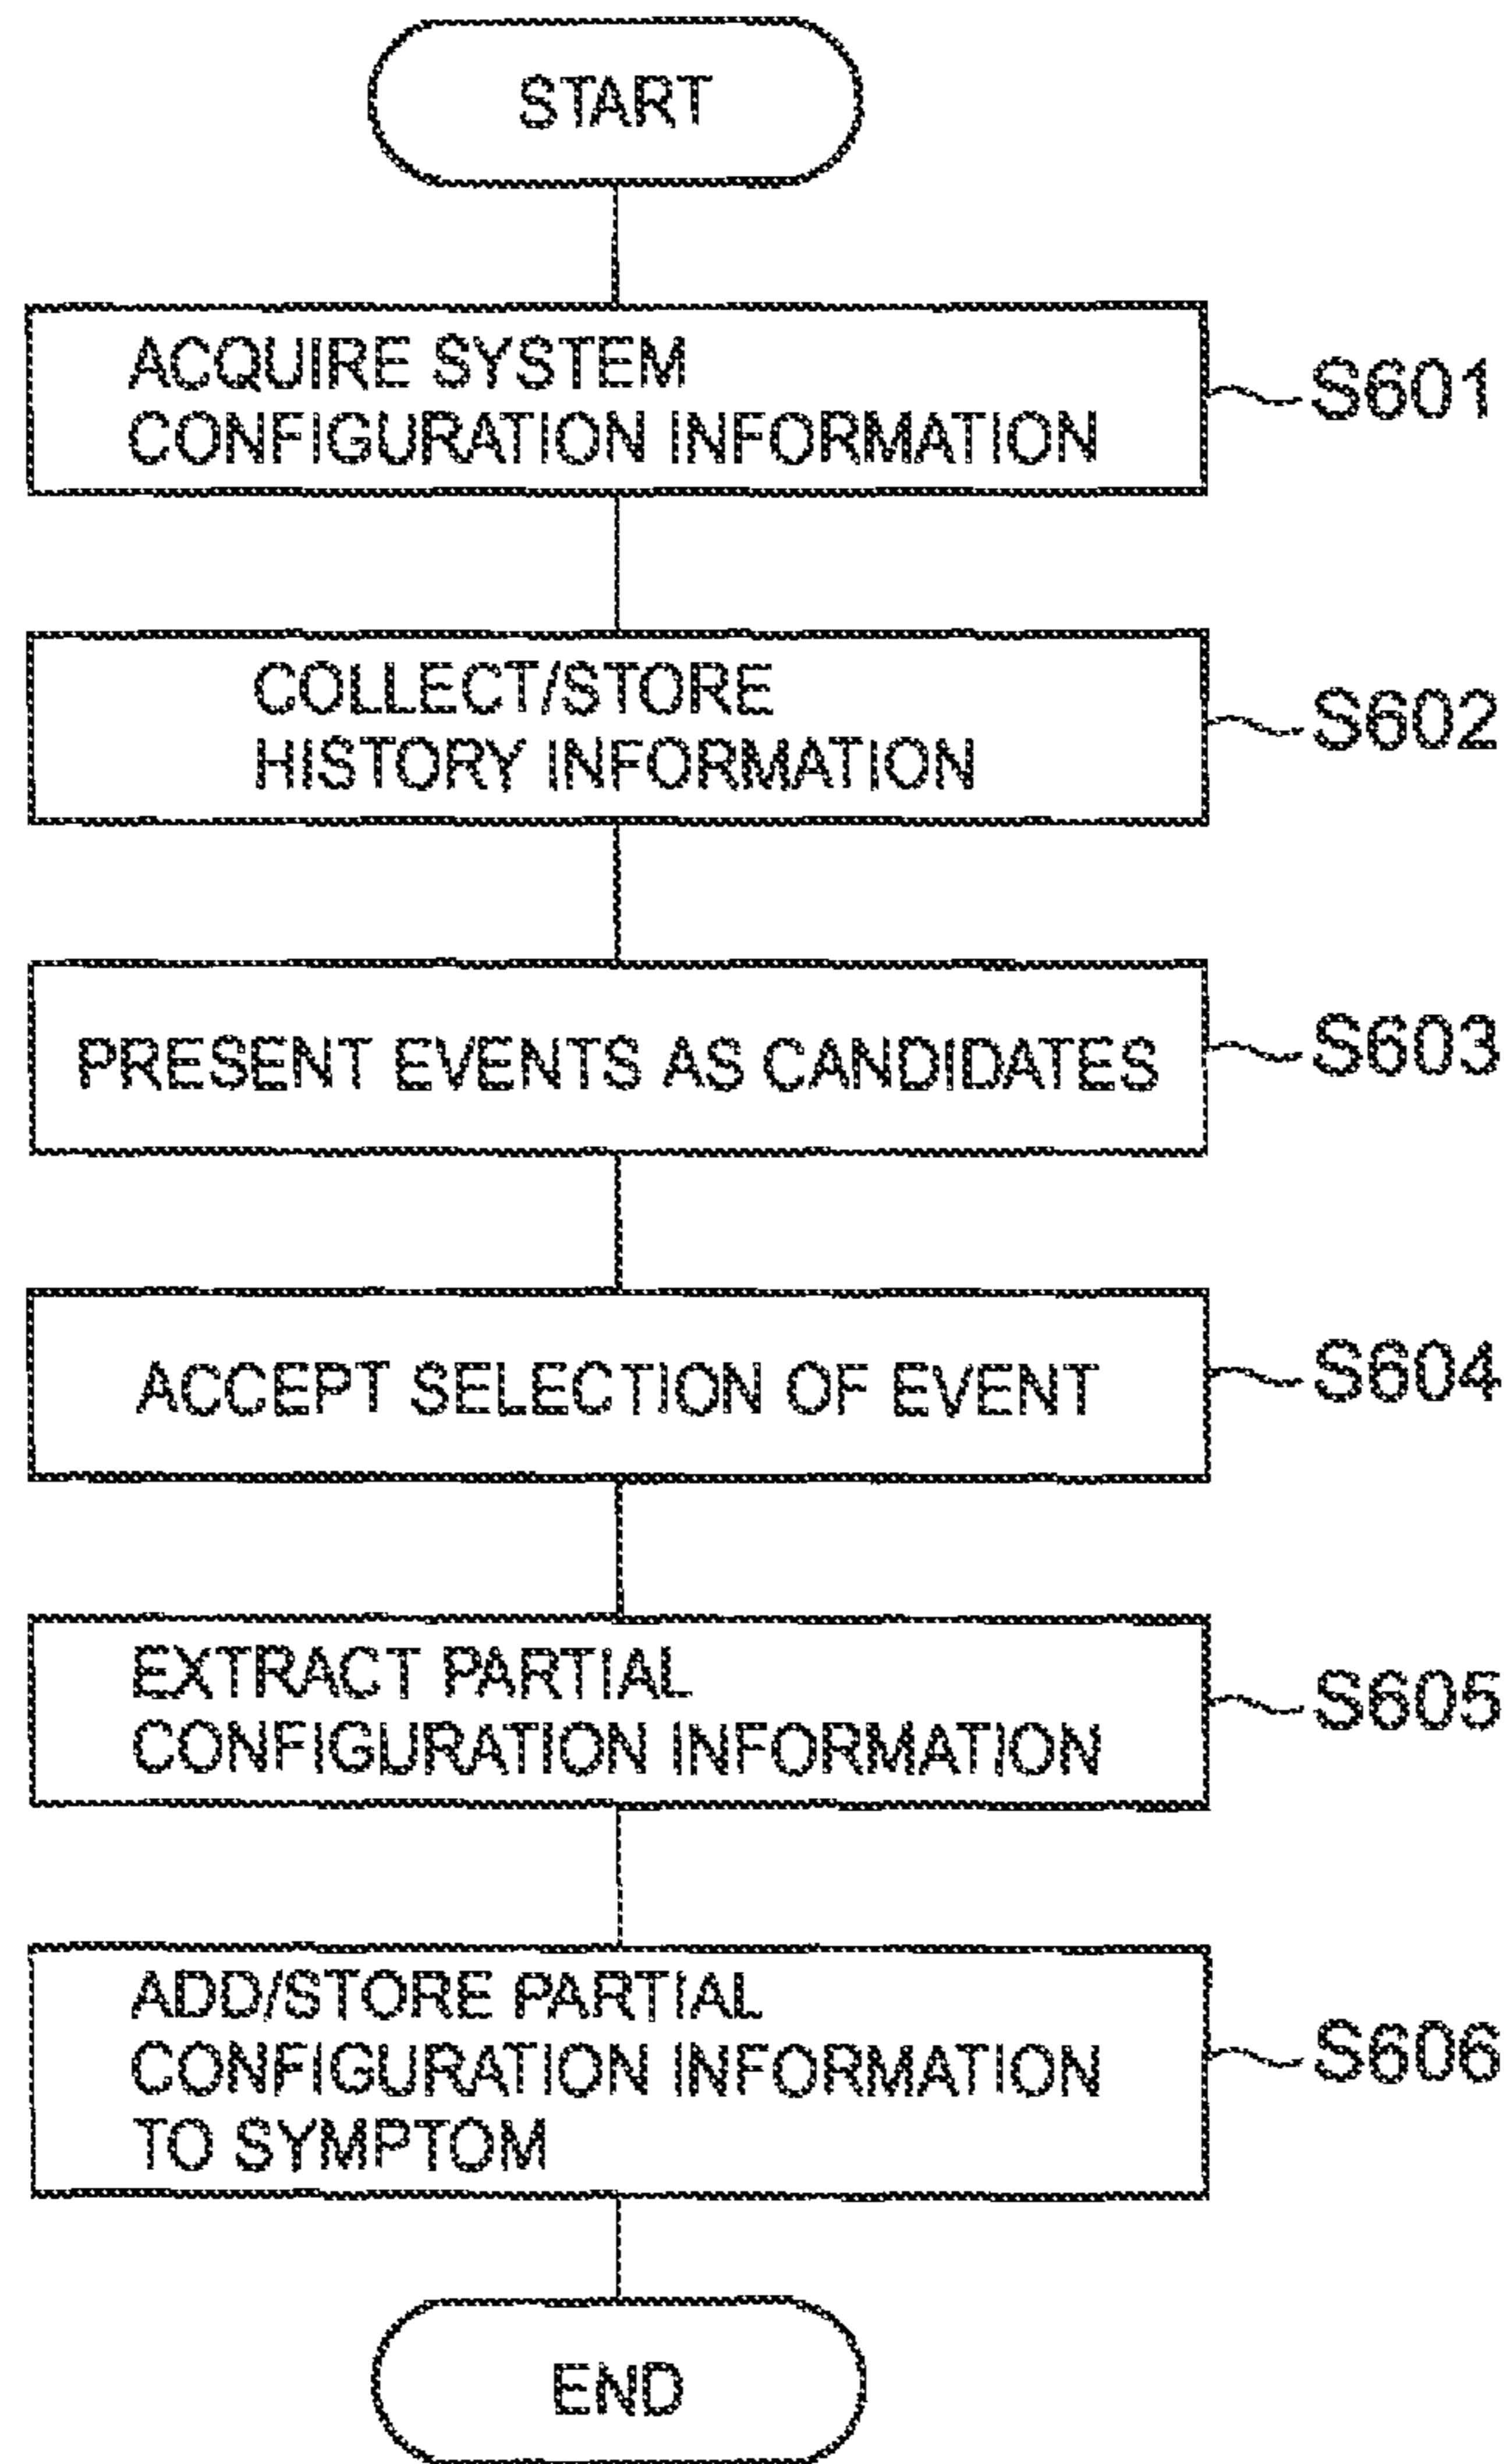 START
ACQUIRE SYSTEM
CONFIGURATION INFORMATION
S601
COLLECT/STORE
HISTORY INFORMATION
S602
PRESENT EVENTS AS CANDIDATES
S603
ACCEPT SELECTION OF EVENT
S604
EXTRACT PARTIAL
CONFIGURATION INFORMATION
S605
ADD/STORE PARTIAL
CONFIGURATION INFORMATION
TO SYMPTOM
S606
END